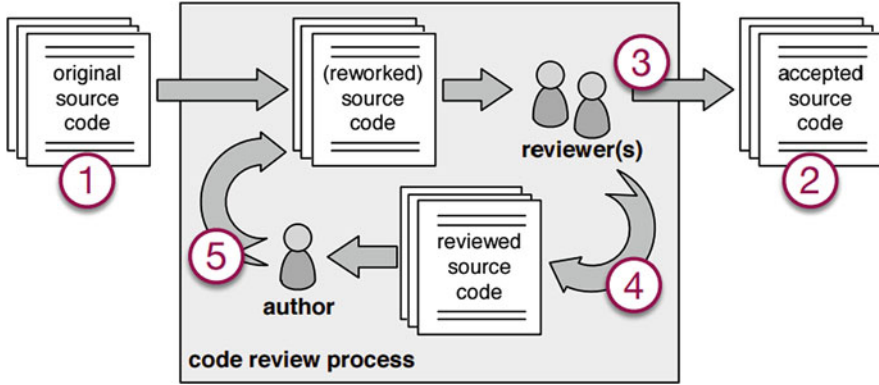 original
source
code
1
(reworked)
source
code
reviewer(s)
3
accepted
source
code
2
5
author
reviewed
source
code
4
code review process